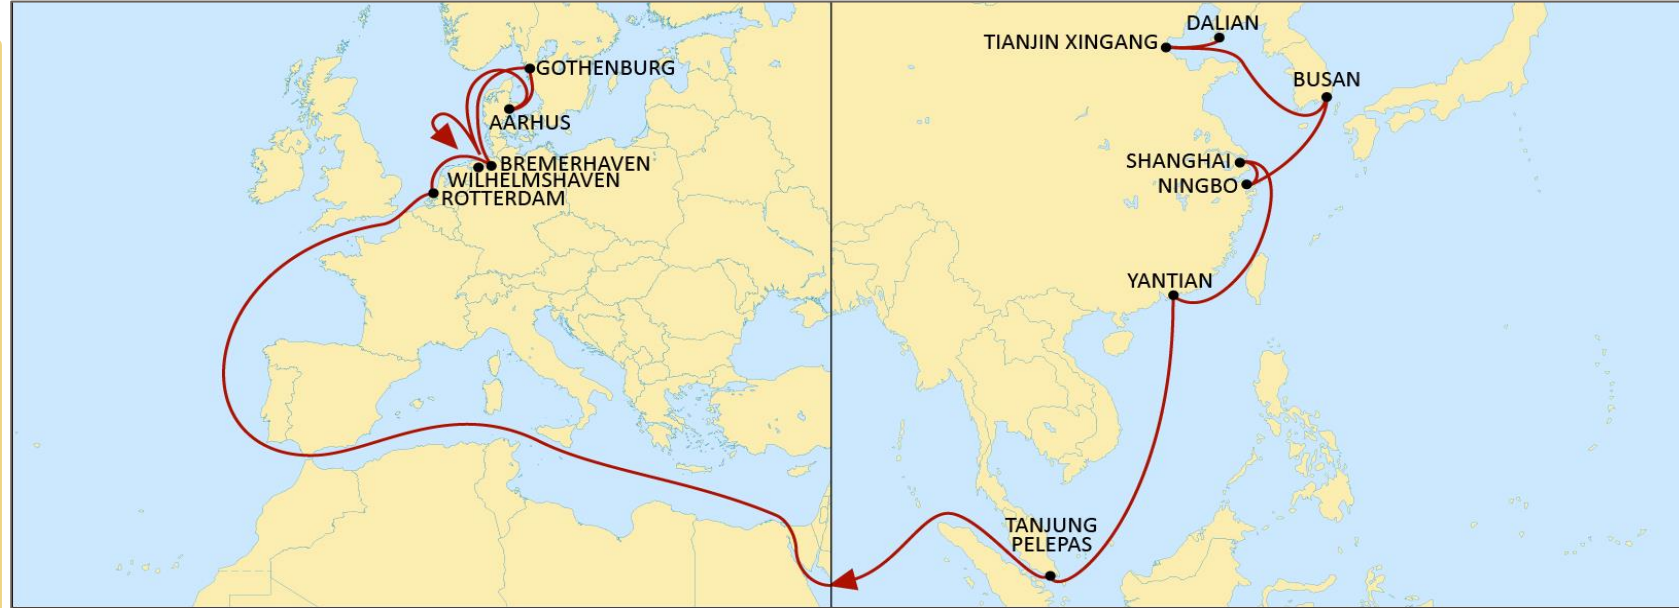 GOTHENBURG
AARHUS
BREMERHAVEN
WILHELMSHAVEN
ROTTERDAM
DALIAN
TIANJIN XINGANG
BUSAN
SHANGHAI
NINGBO
YANTIAN
TANJUNG
PELEPAS